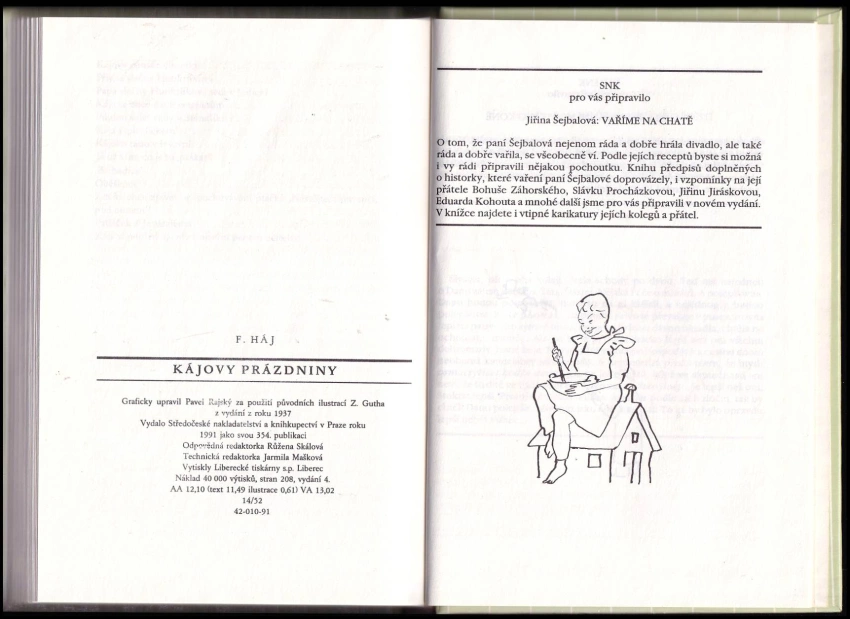 F. HÁJ
KÁJOVY PRÁZDNINY
Graficky upravil Pavel Rajský za použití původních ilustrací Z. Gutha
z vydání z roku 1937
Vydalo Středočeské nakladatelství a knihkupectví v Praze roku
1991 jako svou 354. publikaci
Odpovědná redaktorka Růžena Skálová
Technická redaktorka Jarmila Mašková
Vytiskly Liberecké tiskárny s.p. Liberec
Náklad 40 000 výtisků, stran 208, vydání 4.
AA 12,10 (text 11,49 ilustrace 0,61) VA 13,02
14/52
42-010-91
SNK
pro vás připravilo
Jiřina Šejbalová: VAŘÍME NA CHATĚ
O tom, že paní Šejbalová nejenom ráda a dobře hrála divadlo, ale také
ráda a dobře vařila, se všeobecně ví. Podle jejích receptů byste si možná
i vy rádi připravili nějakou pochoutku. Knihu předpisů doplněných
o historky, které vaření paní Šejbalové doprovázely, i vzpomínky na její
přátele Bohuše Záhorského, Slávku Procházkovou, Jiřinu Jiráskovou,
Eduarda Kohouta a mnohé další jsme pro vás připravili v novém vydání.
V knížce najdete i vtipné karikatury jejích kolegů a přátel.